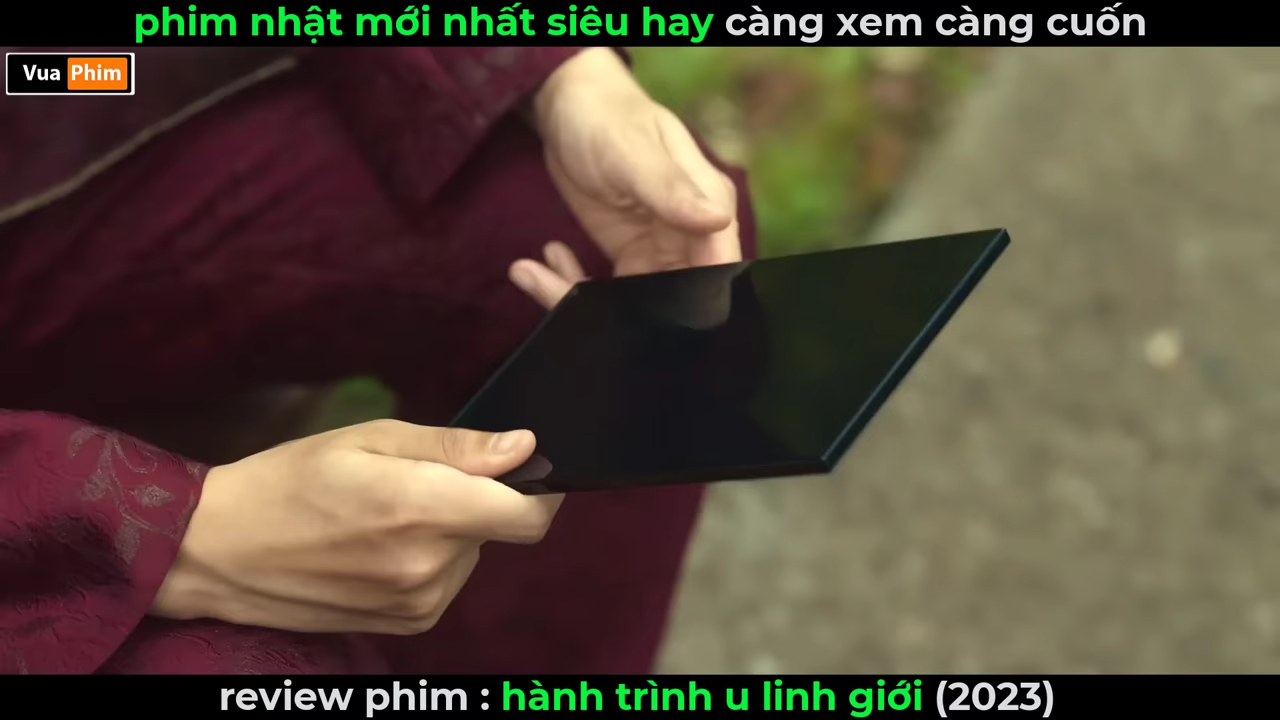 phim nhật mới nhất siêu hay càng xem càng cuốn
Vua Phim
review phim : hành trình u linh giới (2023)